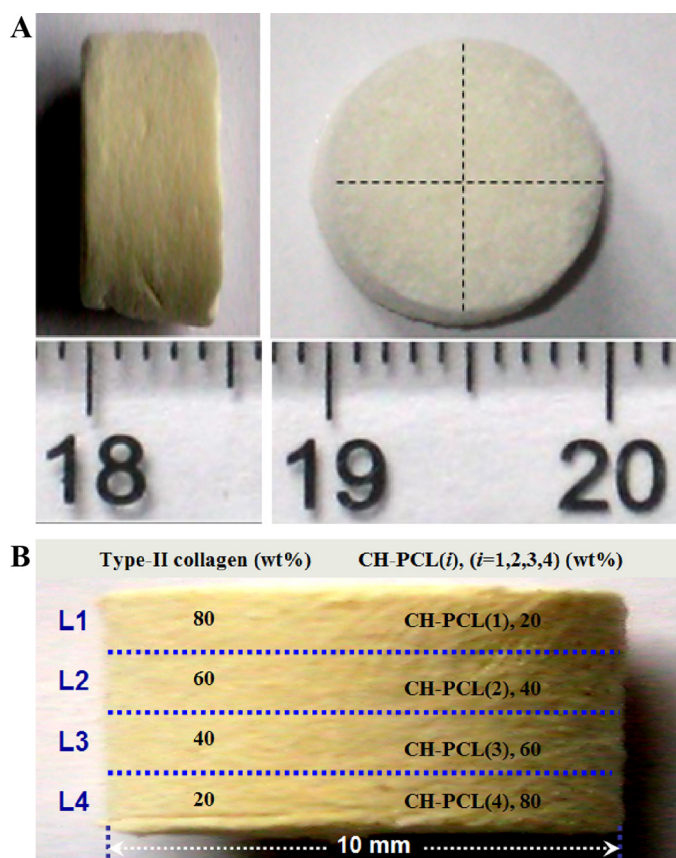 A
18
19 20
B
Type-II collagen (wt%) CH-PCL(i), (i=1,2,3,4) (wt%)
L1 80 CH-PCL(1), 20
L2 60 CH-PCL(2), 40
L3 40 CH-PCL(3), 60
L4 20 CH-PCL(4), 80
10 mm